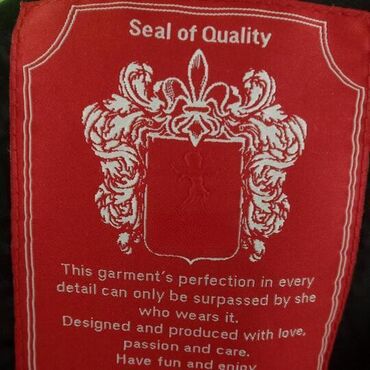 Seal of Quality
This garment's perfection in every
detail can only be surpassed by she
who wears it.
Designed and produced with love,
passion and care.
Have fun and enjoy